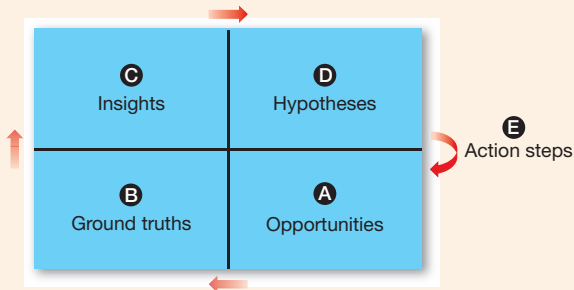 C
Insights
D
Hypotheses
E
Action steps
B
Ground truths
A
Opportunities